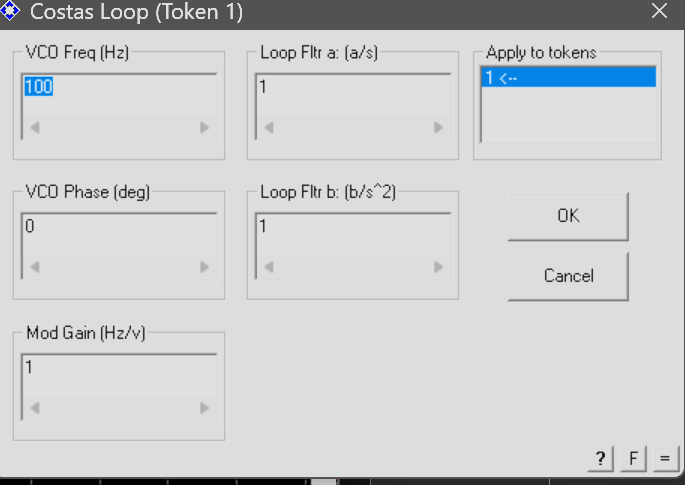 Costas Loop (Token 1)
VCO Freq (Hz)
100
Loop Fltr a: (a/s)
1
Apply to tokens
1 <--
VCO Phase (deg)
0
Loop Fltr b: (b/s^2)
1
OK
Cancel
Mod Gain (Hz/v)
1
? F =